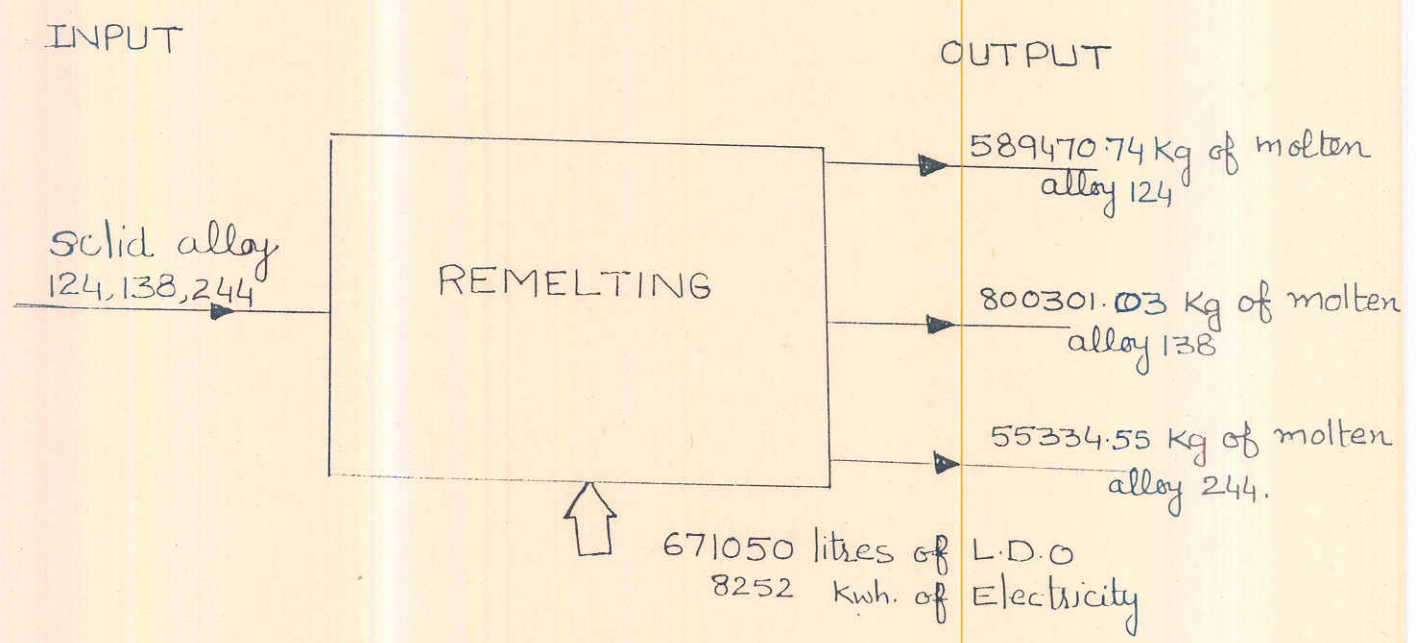 INPUT
OUTPUT
589470.74 Kg of molten
alloy 124
solid alloy
124,138,244
REMELTING
800301.03 Kg of molten
alloy 138
55334.55 Kg of molten
alloy 244.
671050 litres of L.D.O
8252 Kwh. of Electricity